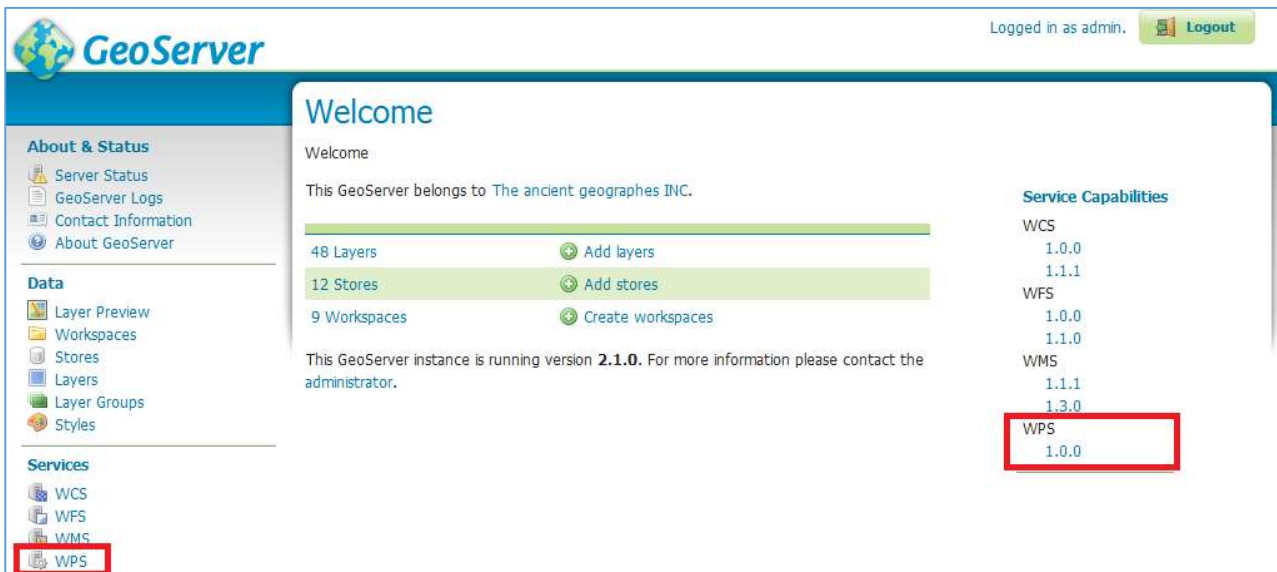 GeoServer
Logged in as admin.
Logout
About & Status
Server Status
GeoServer Logs
Contact Information
About GeoServer
Data
Layer Preview
Workspaces
Stores
Layers
Layer Groups
Styles
Services
WCS
WFS
WMS
WPS
Welcome
Welcome
This GeoServer belongs to The ancient geographes INC.
48 Layers Add layers
12 Stores Add stores
9 Workspaces Create workspaces
This GeoServer instance is running version 2.1.0. For more information please contact the
administrator.
Service Capabilities
WCS
1.0.0
1.1.1
WFS
1.0.0
1.1.0
WMS
1.1.1
1.3.0
WPS
1.0.0